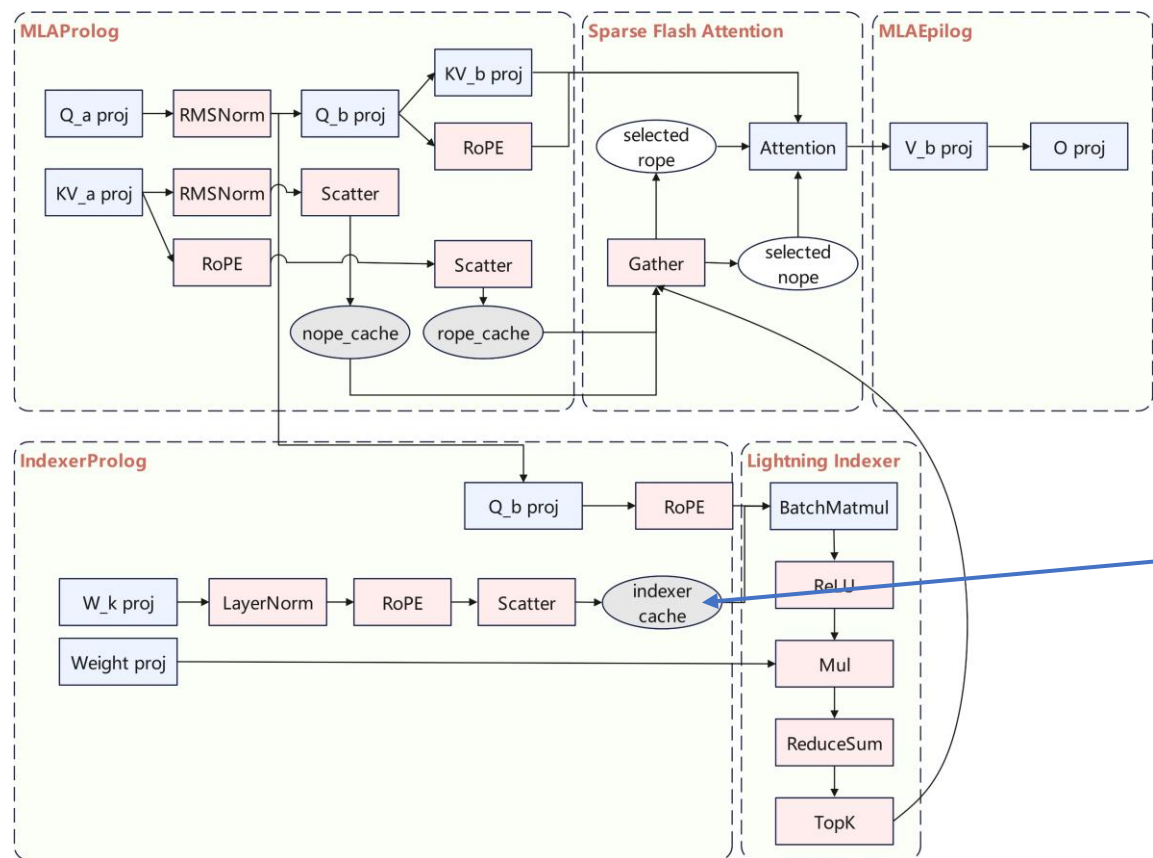 MLAProlog
Q_a proj
RMSNorm
Q_b proj
KV_b proj
RoPE
KV_a proj
RMSNorm
Scatter
RoPE
Scatter
nope_cache
rope_cache
Sparse Flash Attention
selected
rope
Attention
Gather
selected
nope
MLAEpilog
V_b proj
O proj
IndexerProlog
Q_b proj
RoPE
W_k proj
LayerNorm
RoPE
Scatter
indexer
cache
Weight proj
Lightning Indexer
BatchMatmul
ReLU
Mul
ReduceSum
TopK